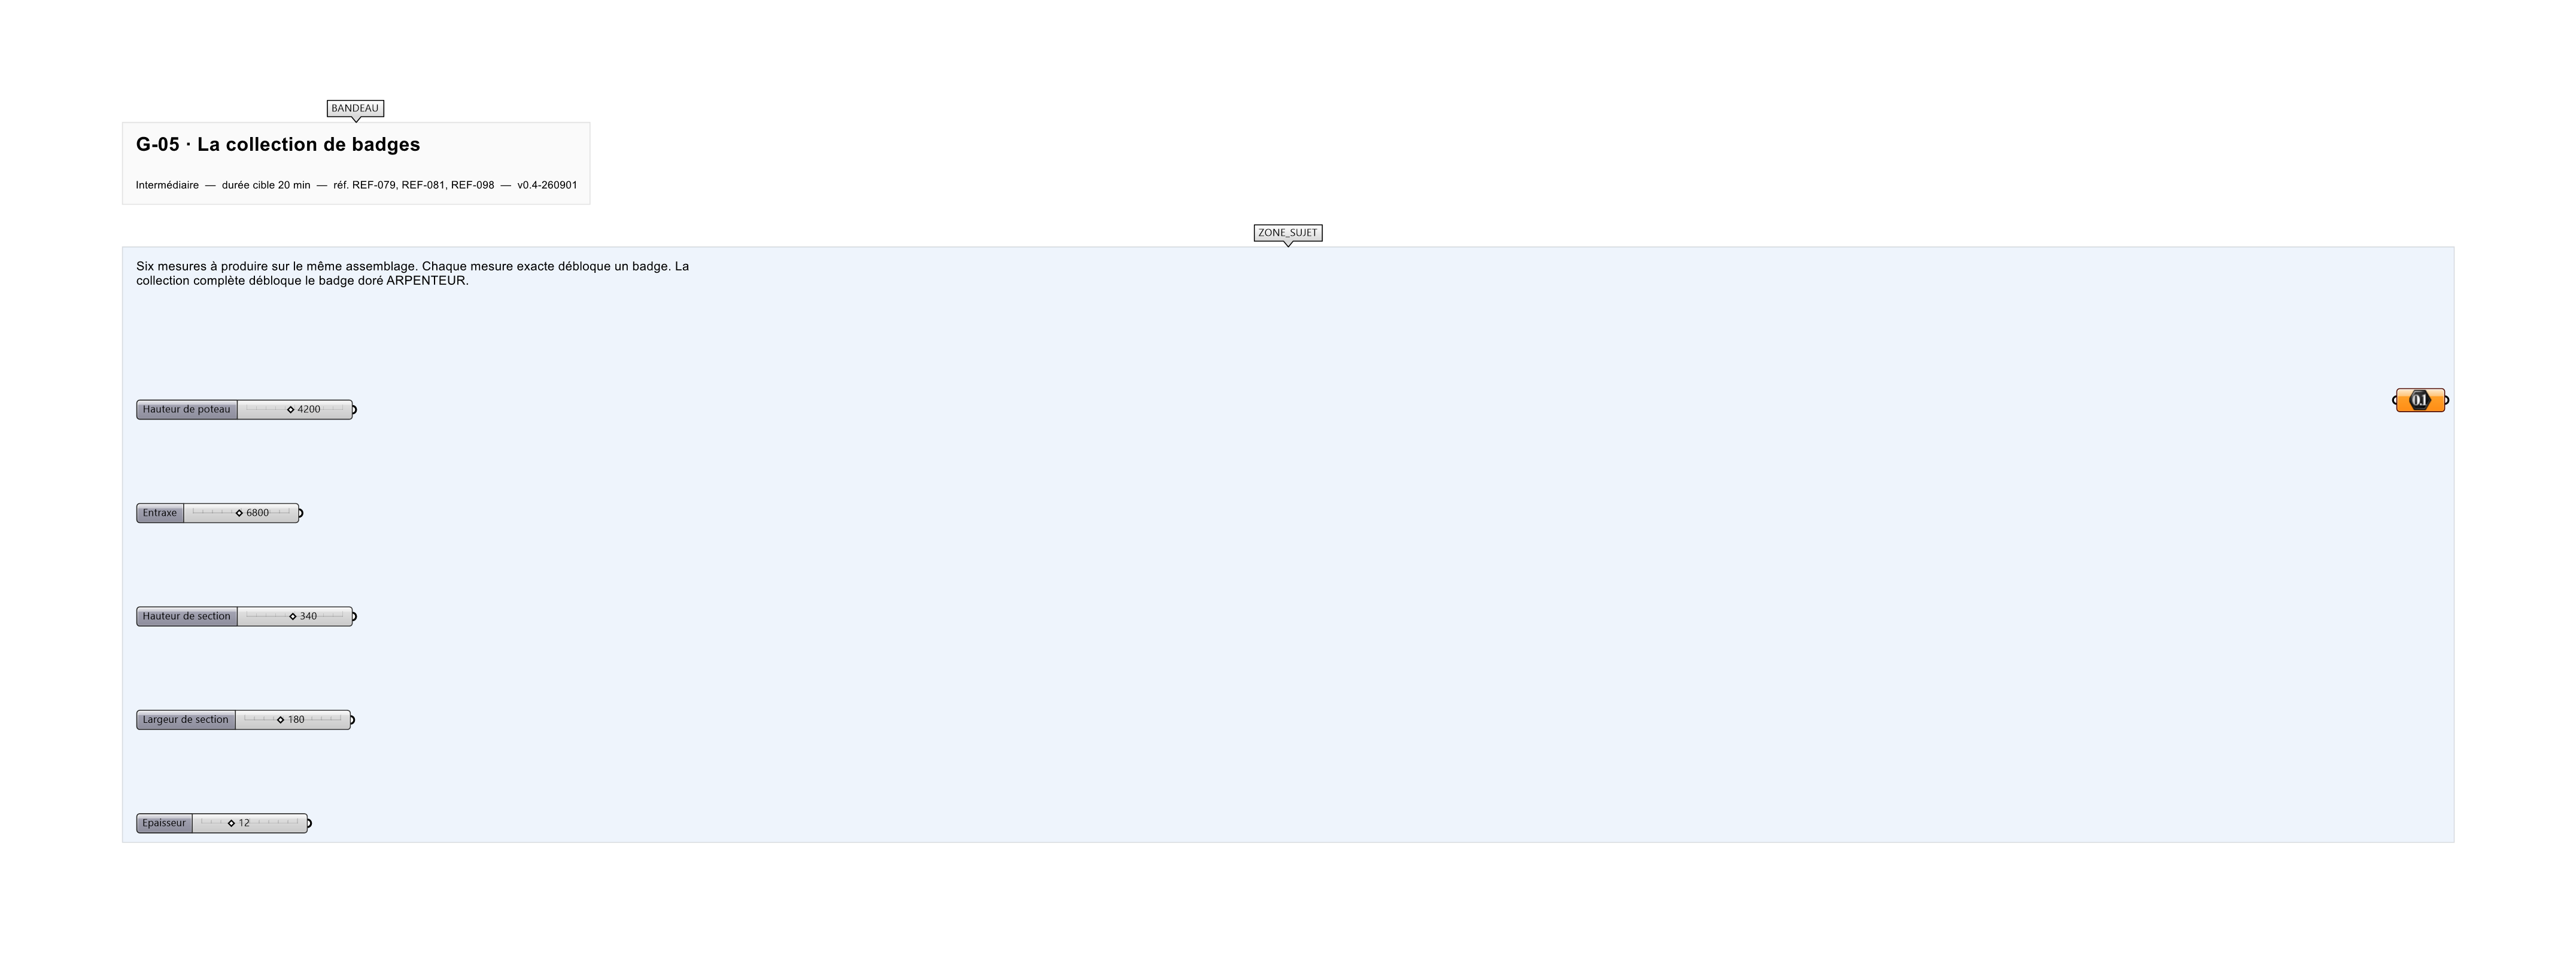 BANDEAU
G-05 · La collection de badges
Intermédiaire — durée cible 20 min — réf. REF-079, REF-081, REF-098 — v0.4-260901
ZONE_SUJET
Six mesures à produire sur le même assemblage. Chaque mesure exacte débloque un badge. La
collection complète débloque le badge doré ARPENTEUR.
Hauteur de poteau 4200
0.1
Entraxe 6800
Hauteur de section 340
Largeur de section 180
Epaisseur 12